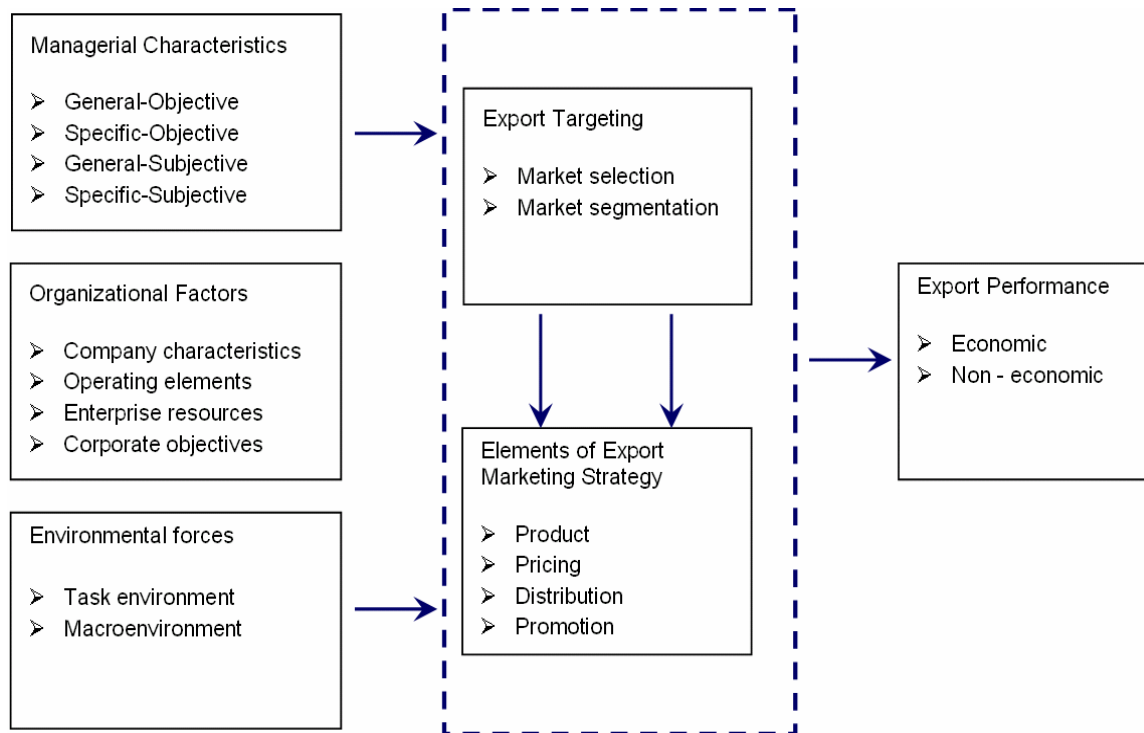 Managerial Characteristics
General-Objective
Specific-Objective
General-Subjective
Specific-Subjective
Organizational Factors
Company characteristics
Operating elements
Enterprise resources
Corporate objectives
Environmental forces
Task environment
Macroenvironment
Export Targeting
Market selection
Market segmentation
Elements of Export
Marketing Strategy
Product
Pricing
Distribution
Promotion
Export Performance
Economic
Non - economic